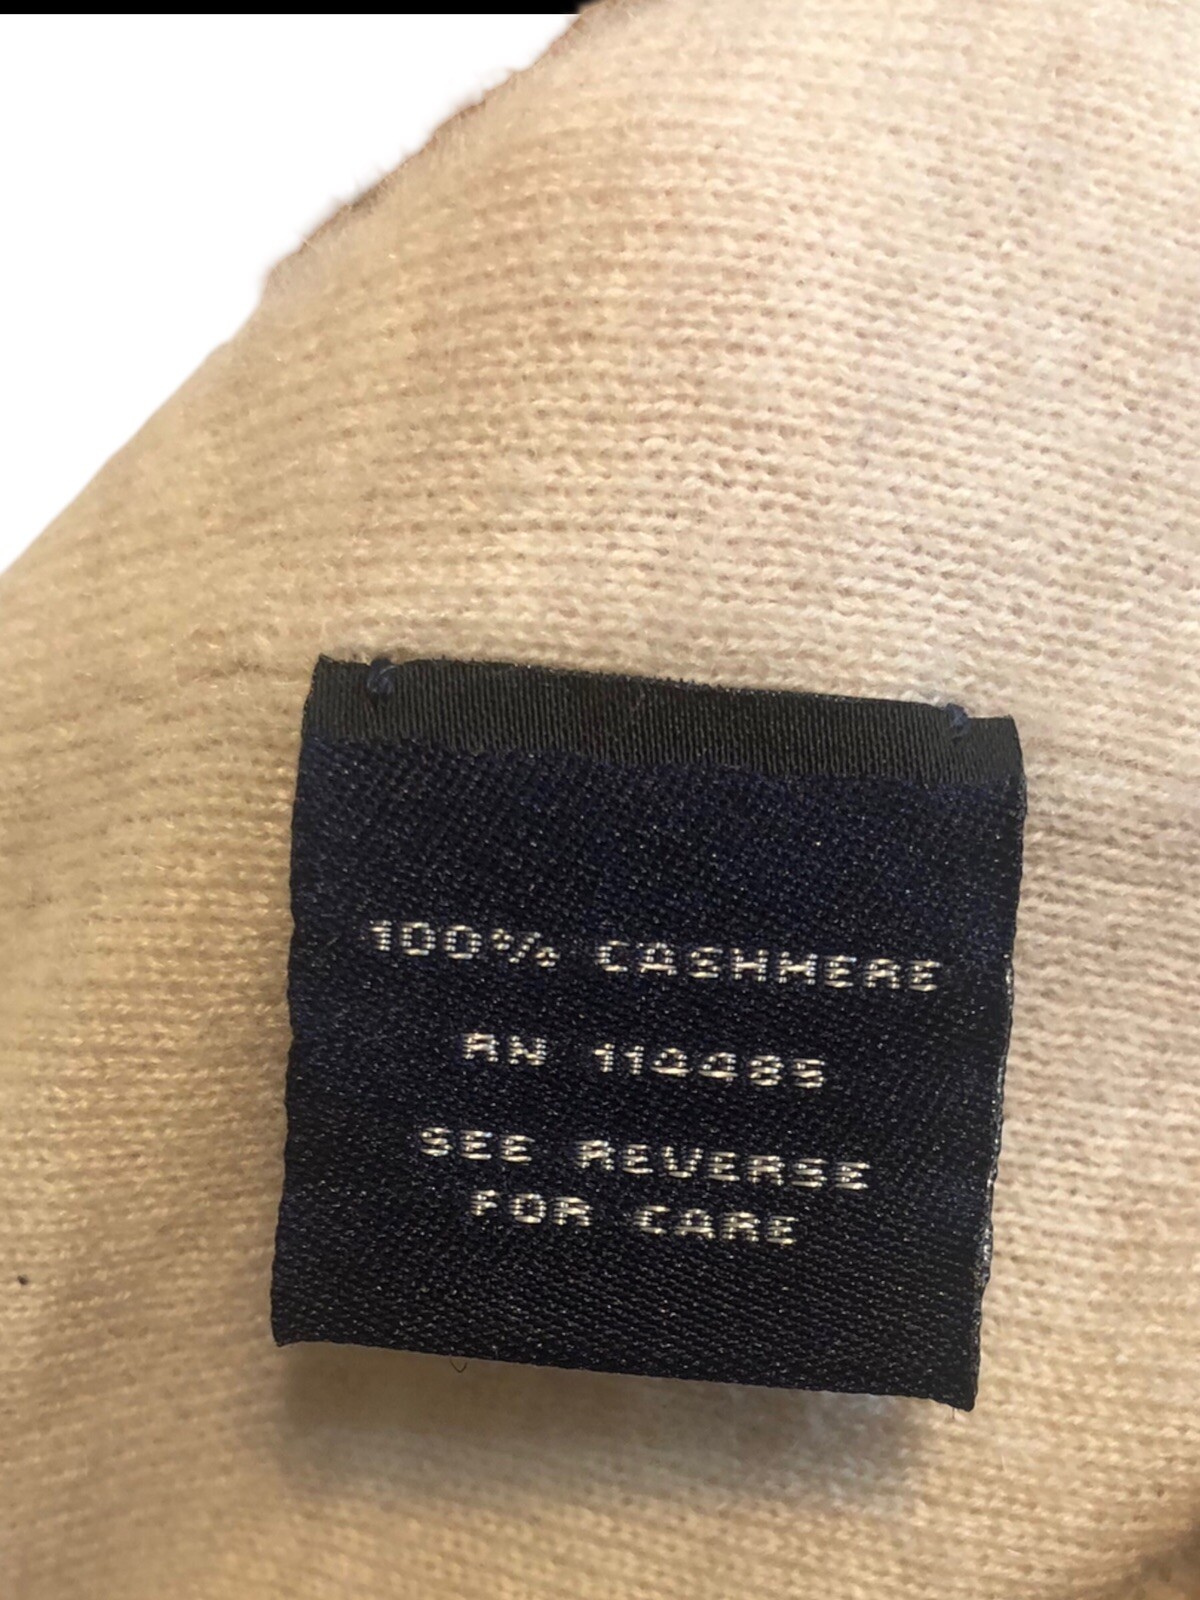 100% CASHMERE
RN 114485
SEE REVERSE
FOR CARE